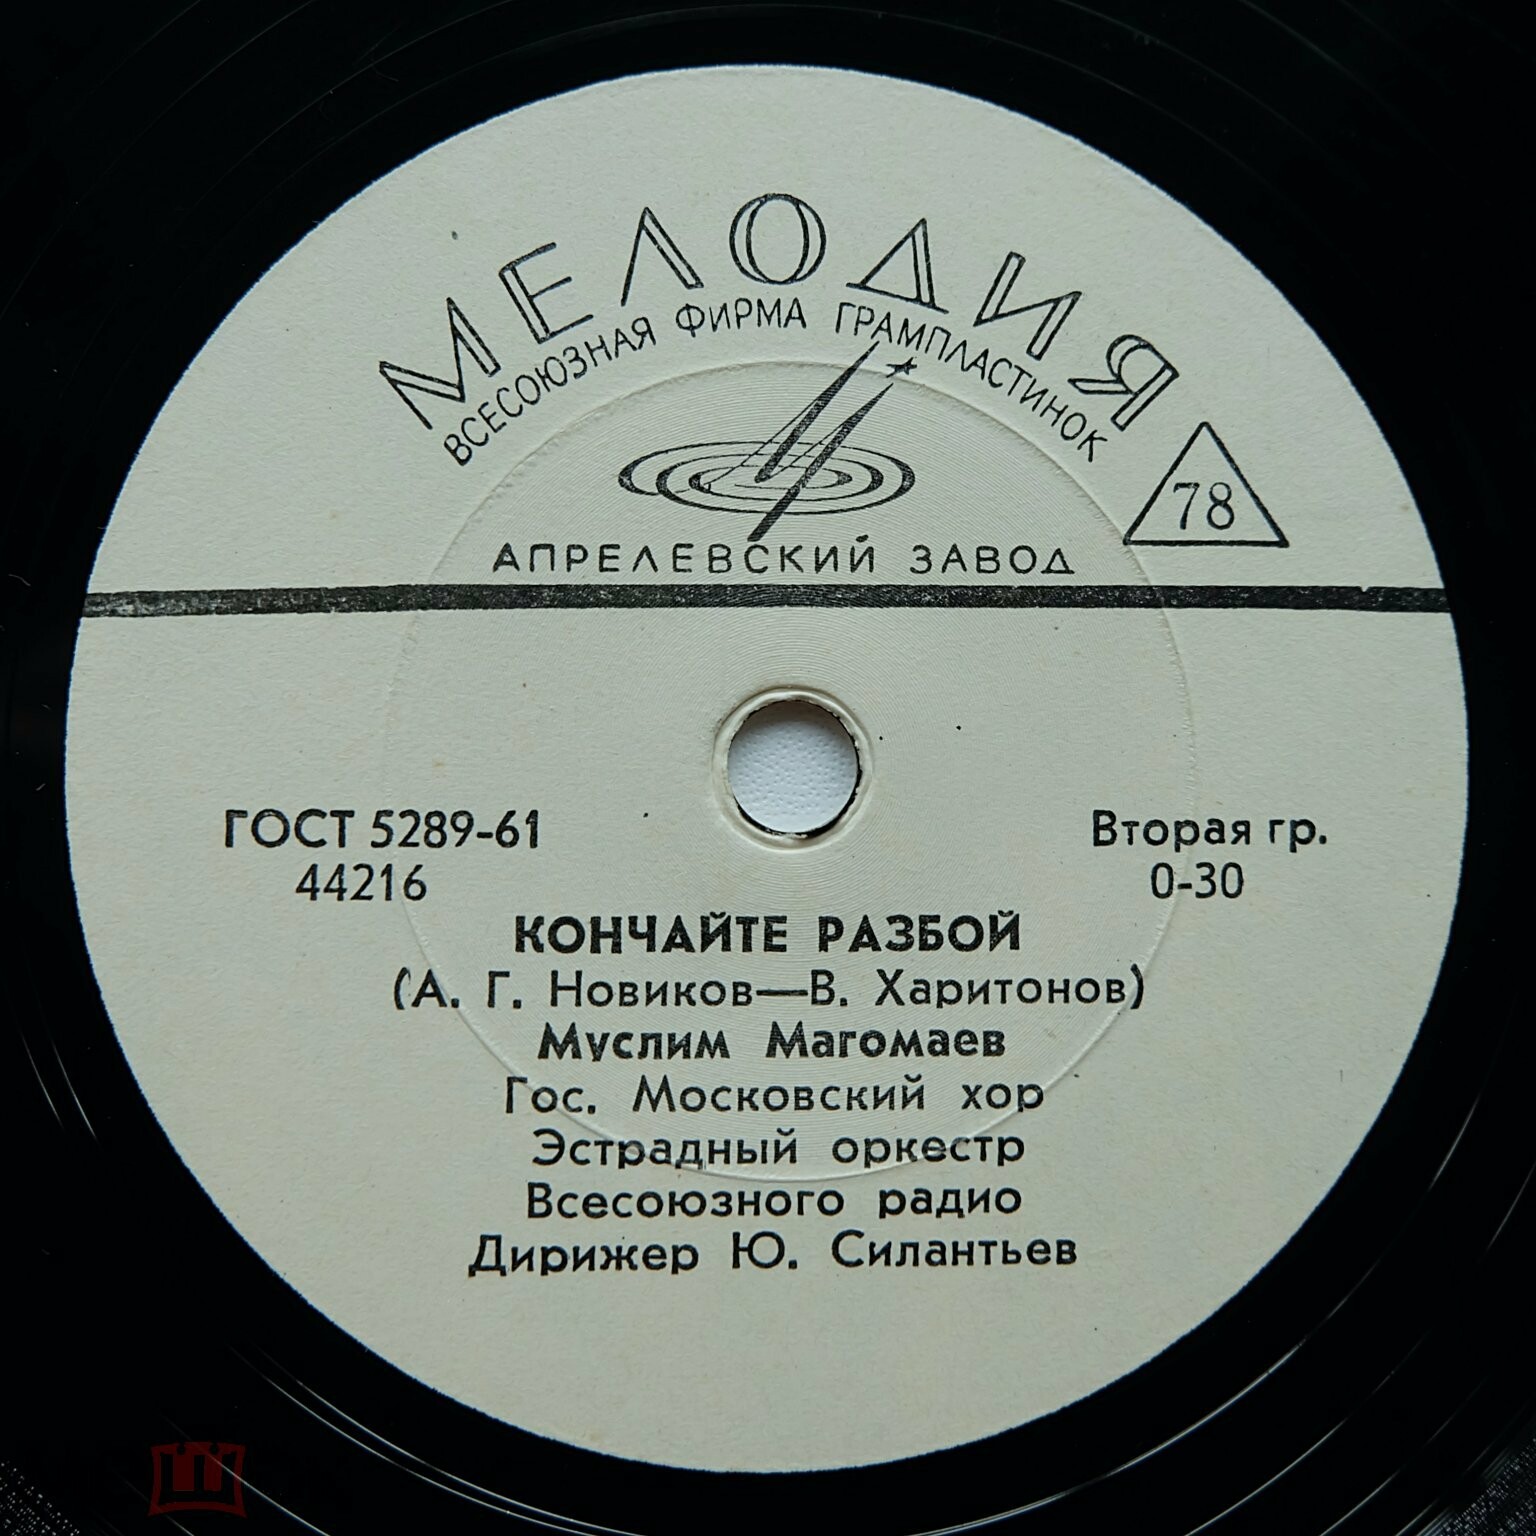 МЕЛОДИЯ
ВСЕСОЮЗНАЯ ФИРМА ГРАМПЛАСТИНОК
78
АПРЕЛЕВСКИЙ ЗАВОД
ГОСТ 5289-61
44216
Вторая гр.
0-30
КОНЧАЙТЕ РАЗБОЙ
(А. Г. Новиков—В. Харитонов)
Муслим Магомаев
Гос. Московский хор
Эстрадный оркестр
Всесоюзного радио
Дирижер Ю. Силантьев